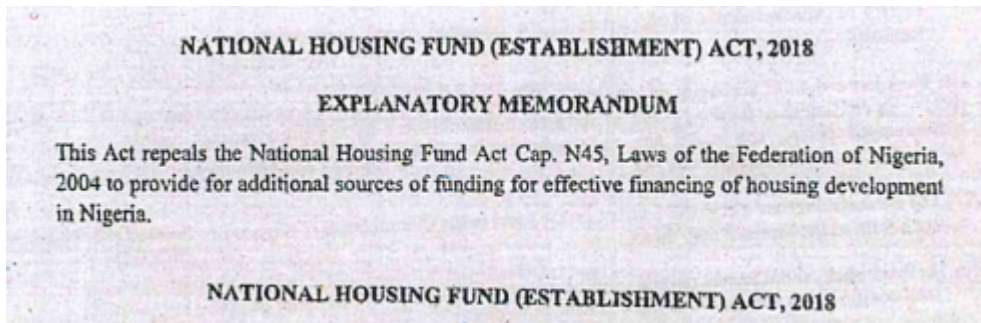 NATIONAL HOUSING FUND (ESTABLISHMENT) ACT, 2018
EXPLANATORY MEMORANDUM
This Act repeals the National Housing Fund Act Cap. N45, Laws of the Federation of Nigeria,
2004 to provide for additional sources of funding for effective financing of housing development
in Nigeria.
NATIONAL HOUSING FUND (ESTABLISHMENT) ACT, 2018